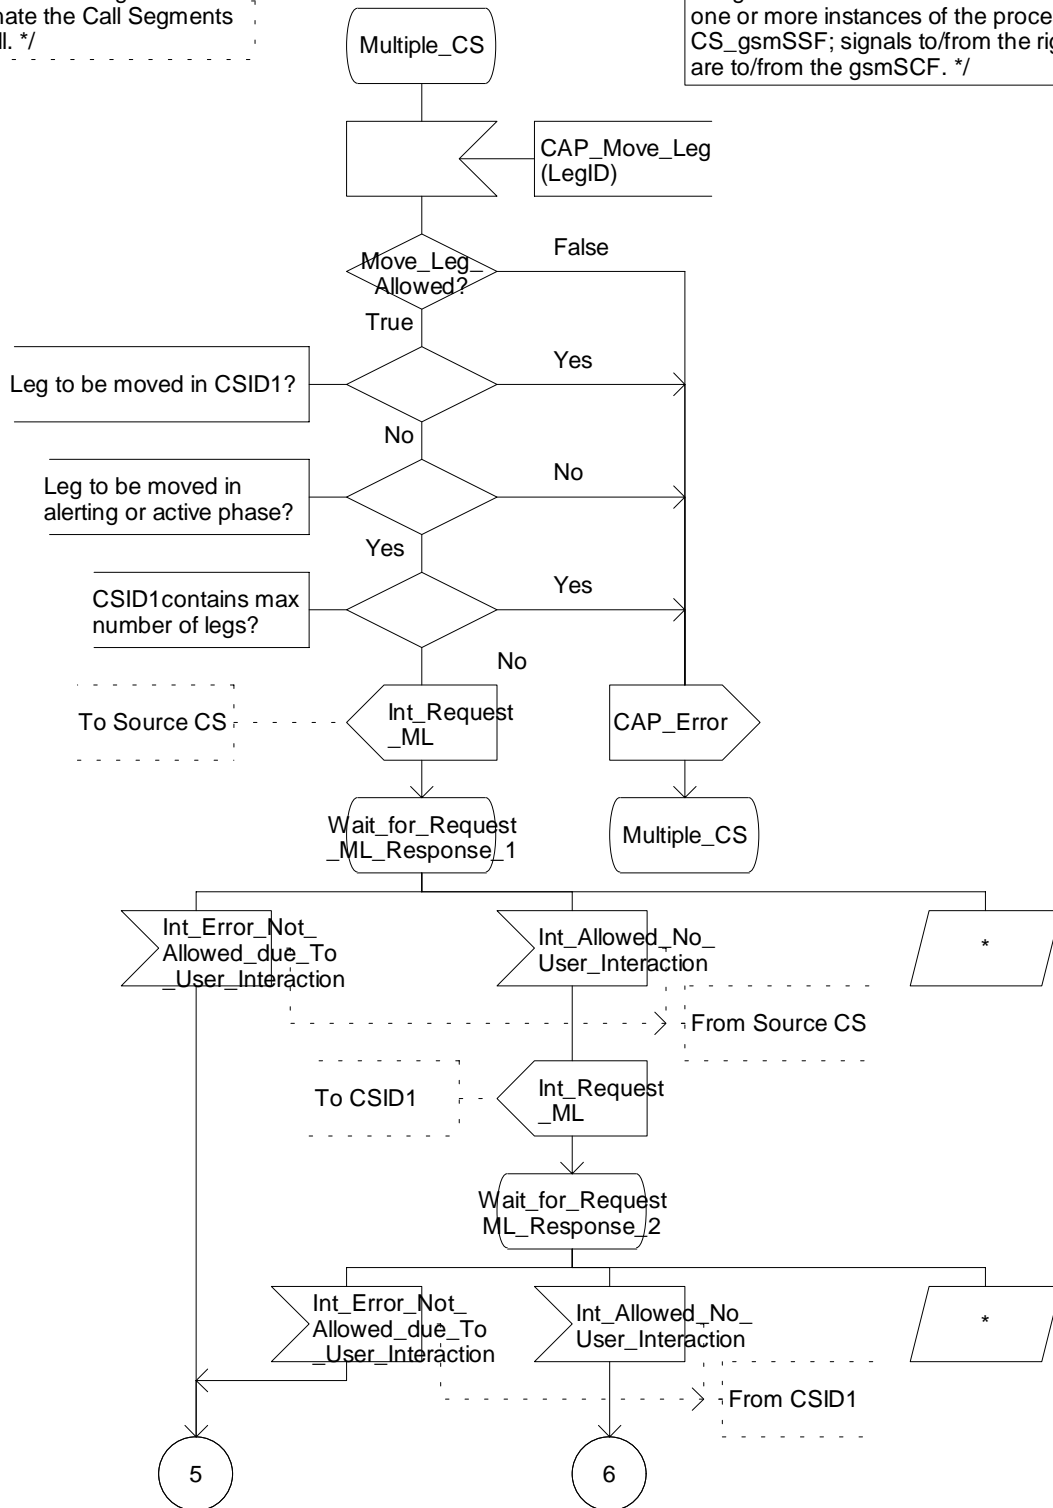 nate the Call Segments
ll. */
one or more instances of the proce
CS_gsmSSF; signals to/from the rig
are to/from the gsmSCF. */
Multiple_CS
CAP_Move_Leg
(LegID)
Move_Leg_
Allowed?
False
True
Leg to be moved in CSID1?
Yes
No
Leg to be moved in
alerting or active phase?
No
Yes
CSID1contains max
number of legs?
Yes
No
To Source CS
Int_Request
_ML
CAP_Error
Wait_for_Request
_ML_Response_1
Multiple_CS
Int_Error_Not_
Allowed_due_To
_User_Interaction
Int_Allowed_No_
User_Interaction
*
From Source CS
To CSID1
Int_Request
_ML
Wait_for_Request
ML_Response_2
Int_Error_Not_
Allowed_due_To
_User_Interaction
Int_Allowed_No_
User_Interaction
*
From CSID1
5
6